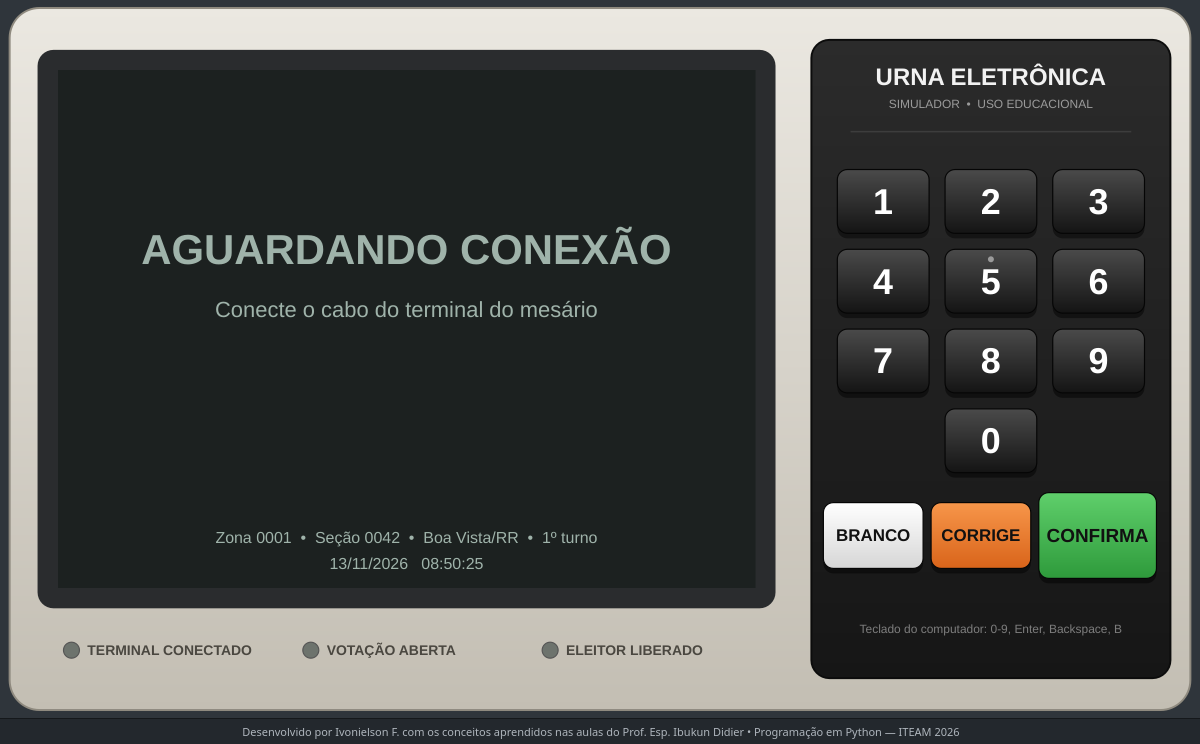 AGUARDANDO CONEXÃO
Conecte o cabo do terminal do mesário
Zona 0001 • Seção 0042 • Boa Vista/RR • 1º turno
13/11/2026 08:50:25
TERMINAL CONECTADO
VOTAÇÃO ABERTA
ELEITOR LIBERADO
URNA ELETRÔNICA
SIMULADOR • USO EDUCACIONAL
1 2 3
4 5 6
7 8 9
0
BRANCO CORRIGE CONFIRMA
Teclado do computador: 0-9, Enter, Backspace, B
Desenvolvido por Ivonielson F. com os conceitos aprendidos nas aulas do Prof. Esp. Ibukun Didier • Programação em Python — ITEAM 2026